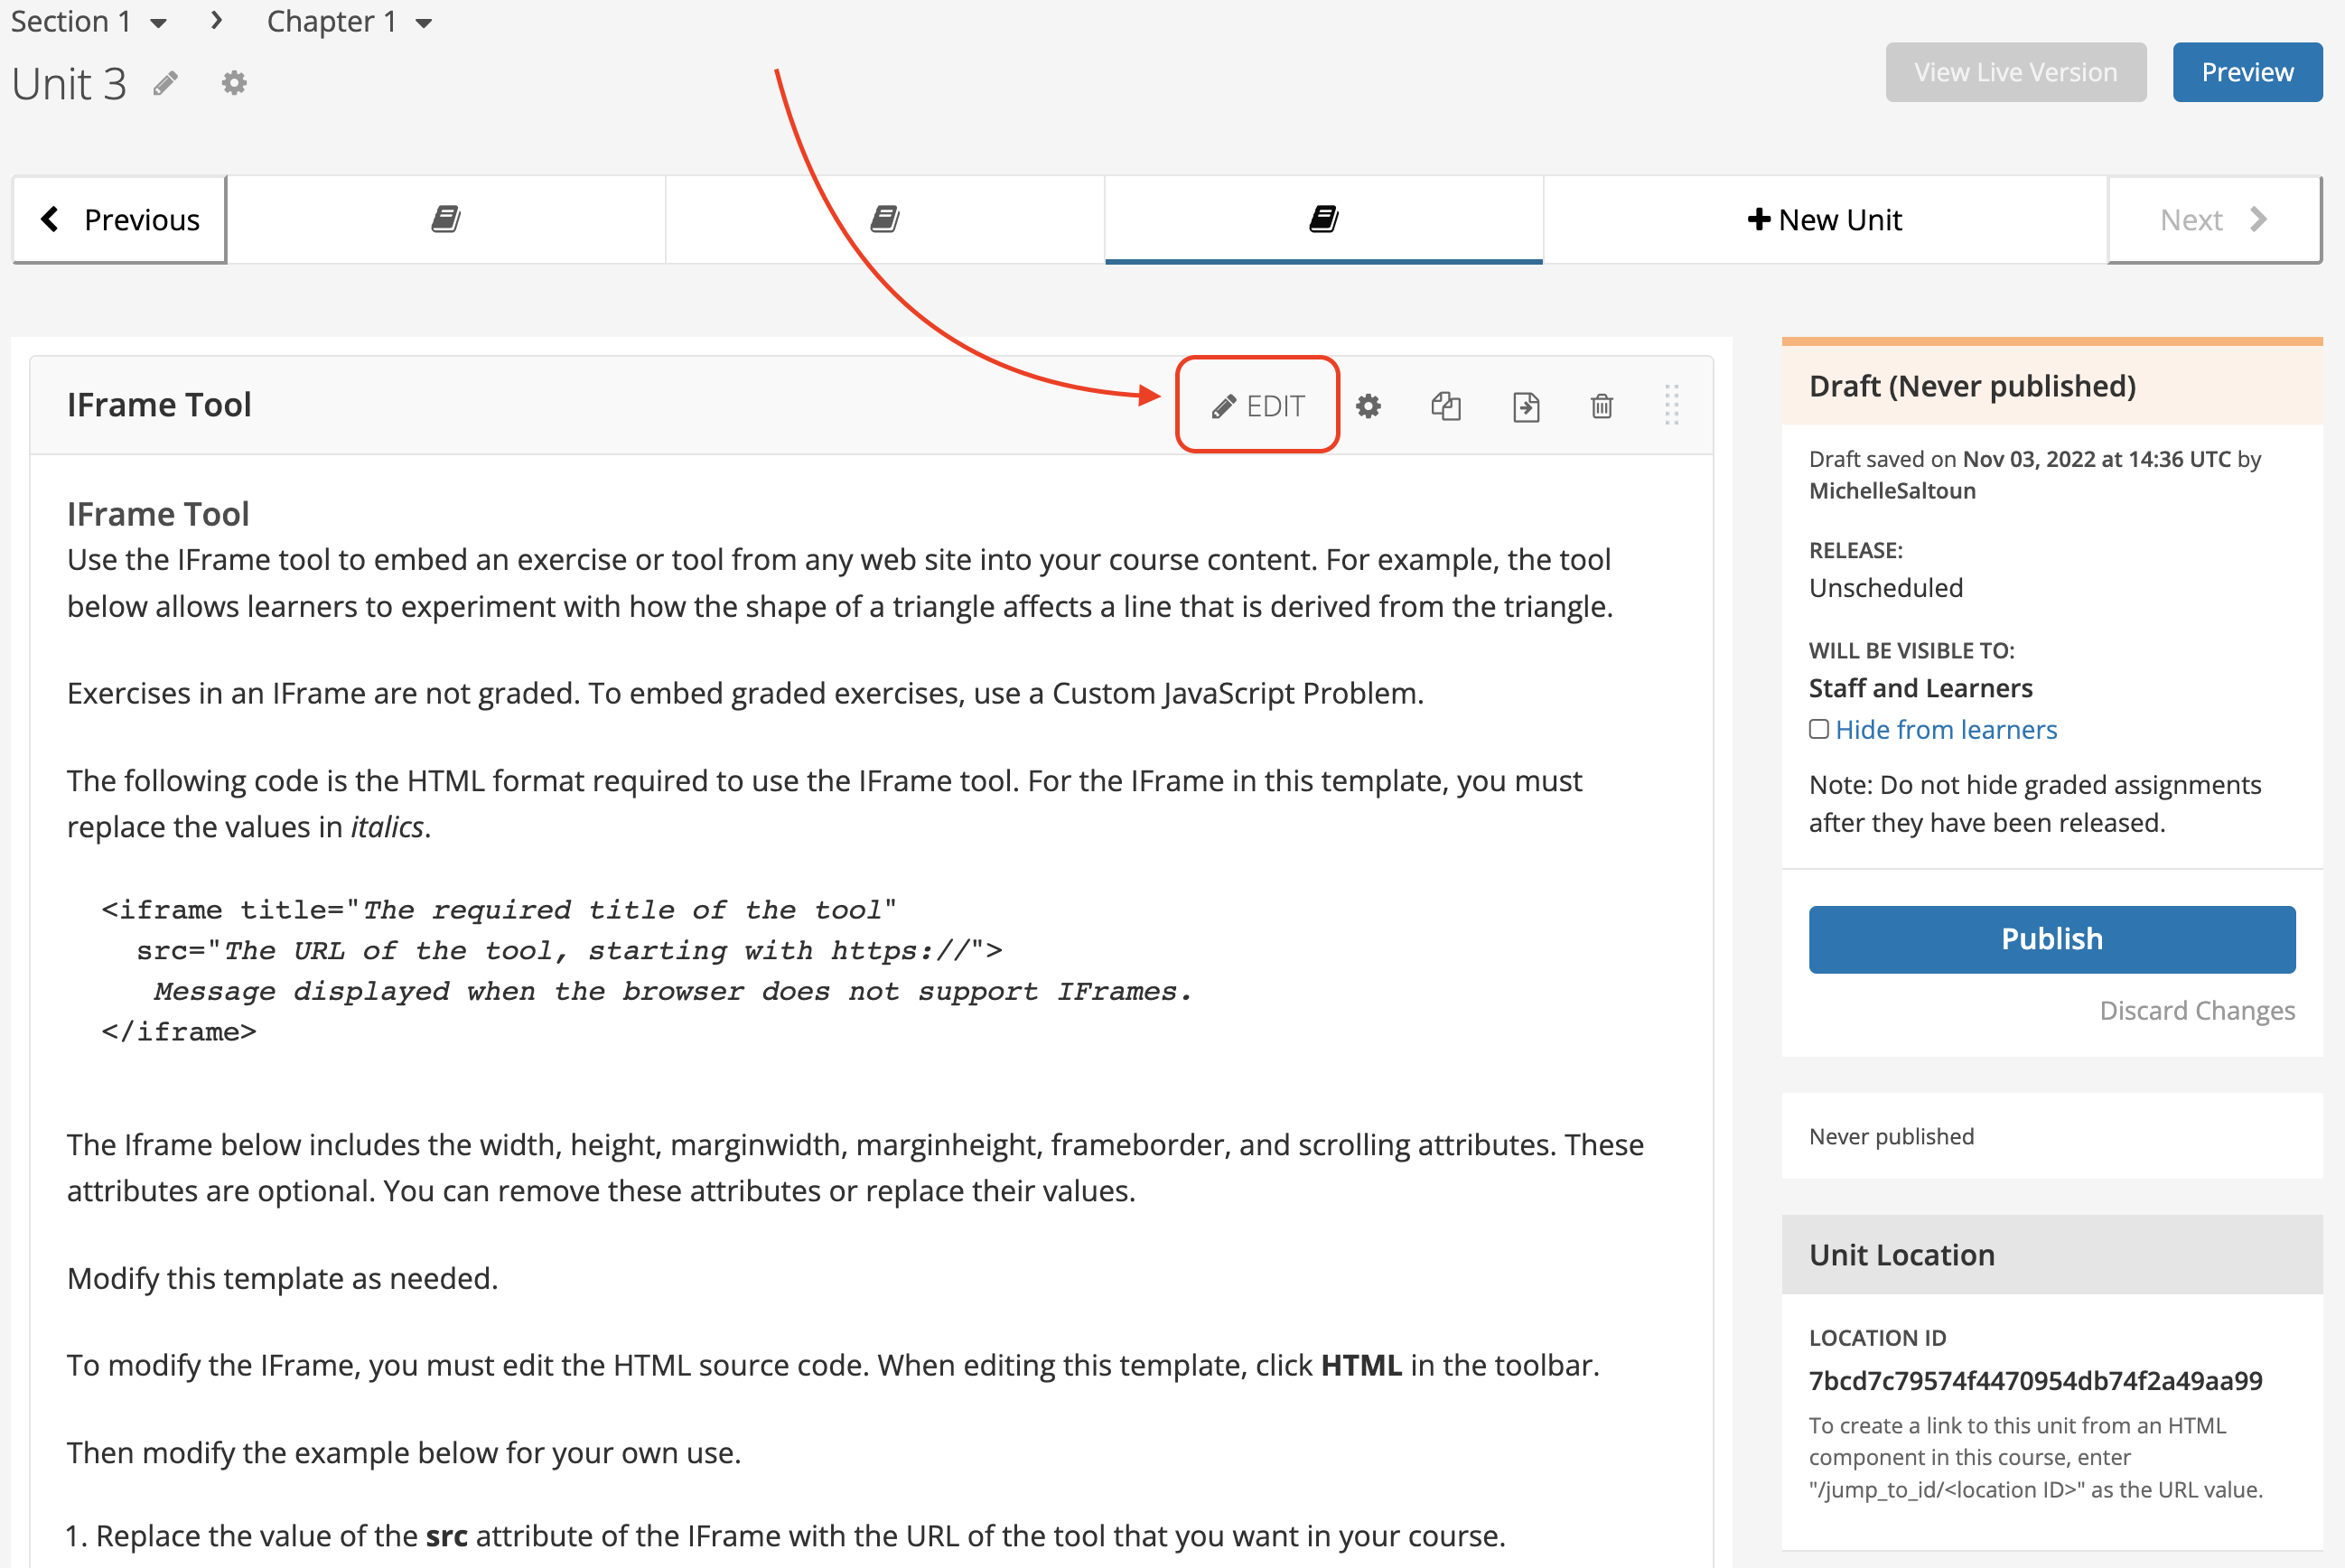 Section 1 Chapter 1
Unit 3
View Live Version Preview
Previous New Unit Next
IFrame Tool EDIT
IFrame Tool
Use the IFrame tool to embed an exercise or tool from any web site into your course content. For example, the tool
below allows learners to experiment with how the shape of a triangle affects a line that is derived from the triangle.
Exercises in an IFrame are not graded. To embed graded exercises, use a Custom JavaScript Problem.
The following code is the HTML format required to use the IFrame tool. For the IFrame in this template, you must
replace the values in italics.
<iframe title="The required title of the tool"
src="The URL of the tool, starting with https://">
Message displayed when the browser does not support IFrames.
</iframe>
The Iframe below includes the width, height, marginwidth, marginheight, frameborder, and scrolling attributes. These
attributes are optional. You can remove these attributes or replace their values.
Modify this template as needed.
To modify the IFrame, you must edit the HTML source code. When editing this template, click HTML in the toolbar.
Then modify the example below for your own use.
1. Replace the value of the src attribute of the IFrame with the URL of the tool that you want in your course.
Draft (Never published)
Draft saved on Nov 03, 2022 at 14:36 UTC by
MichelleSaltoun
RELEASE:
Unscheduled
WILL BE VISIBLE TO:
Staff and Learners
Hide from learners
Note: Do not hide graded assignments
after they have been released.
Publish
Discard Changes
Never published
Unit Location
LOCATION ID
7bcd7c79574f4470954db74f2a49aa99
To create a link to this unit from an HTML
component in this course, enter
"/jump_to_id/<location ID>" as the URL value.